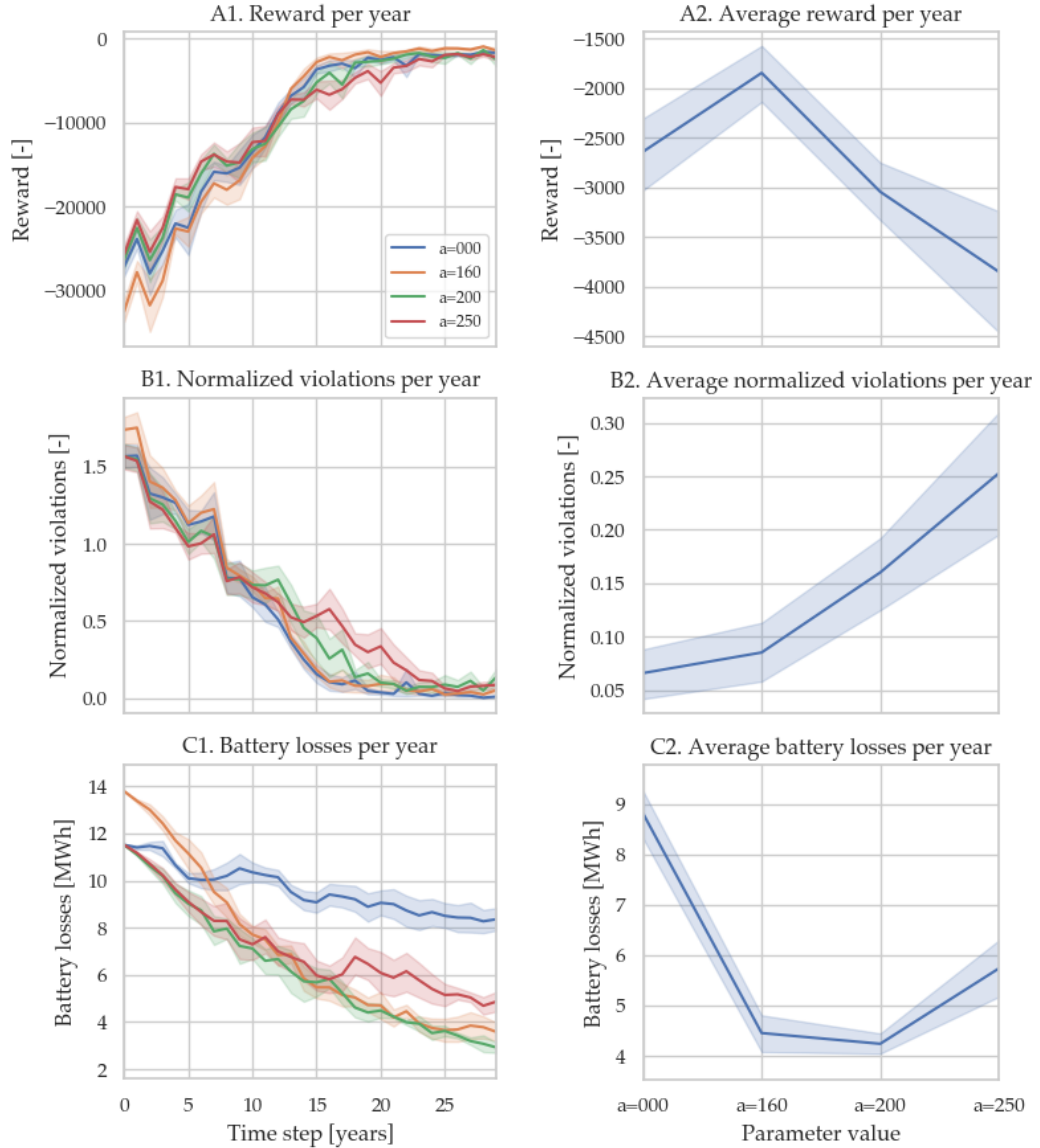 A1. Reward per year
A2. Average reward per year
Reward [-]
0
−10000
−20000
−30000
a=000
a=160
a=200
a=250
Reward [-]
−1500
−2000
−2500
−3000
−3500
−4000
−4500
B1. Normalized violations per year
B2. Average normalized violations per year
Normalized violations [-]
1.5
1.0
0.5
0.0
Normalized violations [-]
0.30
0.25
0.20
0.15
0.10
0.05
C1. Battery losses per year
C2. Average battery losses per year
Battery losses [MWh]
14
12
10
8
6
4
2
0 5 10 15 20 25
Time step [years]
Battery losses [MWh]
9
8
7
6
5
4
a=000 a=160 a=200 a=250
Parameter value